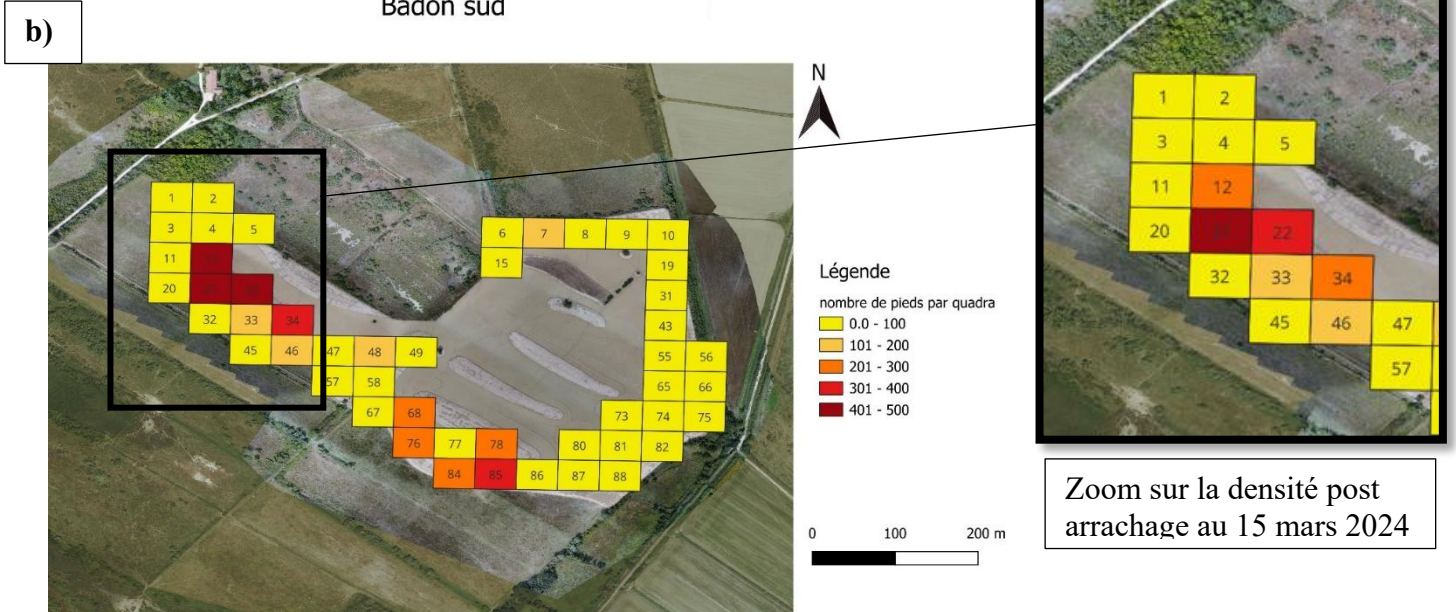 Badon sud
b)
1 2
3 4 5
11
20
32 33 34
45 46 47 48 49
57 58
67 68
76 77 78
84 85 86 87 88
6 7 8 9 10
15 19
31
43
55 56
65 66
73 74 75
80 81 82
N
Légende
nombre de pieds par quadra
0.0 - 100
101 - 200
201 - 300
301 - 400
401 - 500
0 100 200 m
1 2
3 4 5
11 12
20 21 22
32 33 34
45 46 47
57
Zoom sur la densité post
arrachage au 15 mars 2024